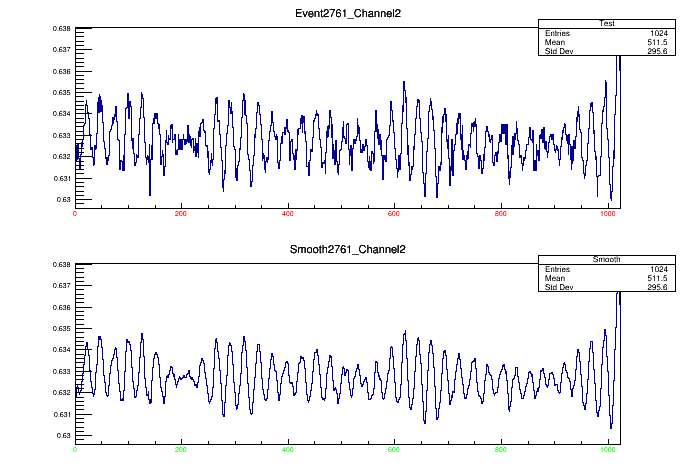 Event2761_Channel2
Test
Entries 1024
Mean 511.5
Std Dev 295.6
0.638
0.637
0.636
0.635
0.634
0.633
0.632
0.631
0.63
0 200 400 600 800 1000
Smooth2761_Channel2
Smooth
Entries 1024
Mean 511.5
Std Dev 295.6
0.638
0.637
0.636
0.635
0.634
0.633
0.632
0.631
0.63
0 200 400 600 800 1000